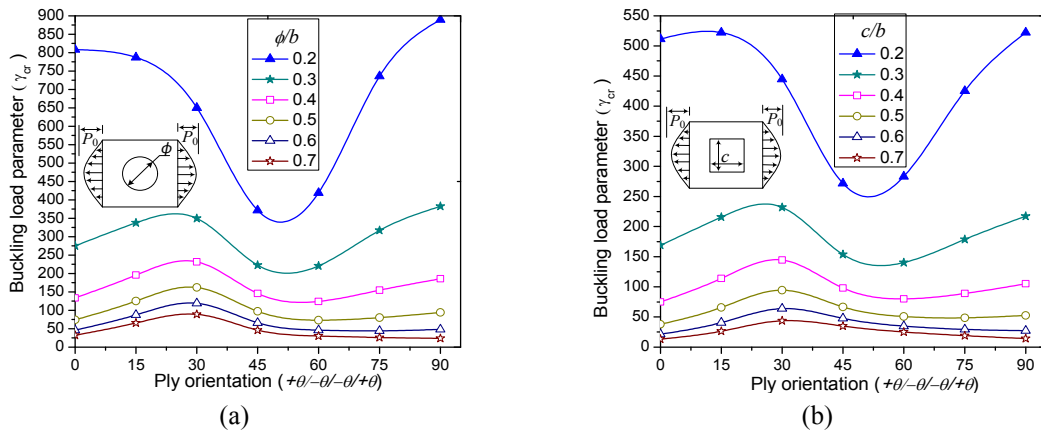 900
850
800
750
700
650
600
550
500
450
400
350
300
250
200
150
100
50
0
Buckling load parameter (γcr)
ϕ/b
0.2
0.3
0.4
0.5
0.6
0.7
P0
P0
ϕ
0 15 30 45 60 75 90
Ply orientation (+θ/−θ/−θ/+θ)
(a)
550
500
450
400
350
300
250
200
150
100
50
0
Buckling load parameter (γcr)
c/b
0.2
0.3
0.4
0.5
0.6
0.7
P0
P0
c
0 15 30 45 60 75 90
Ply orientation (+θ/−θ/−θ/+θ)
(b)